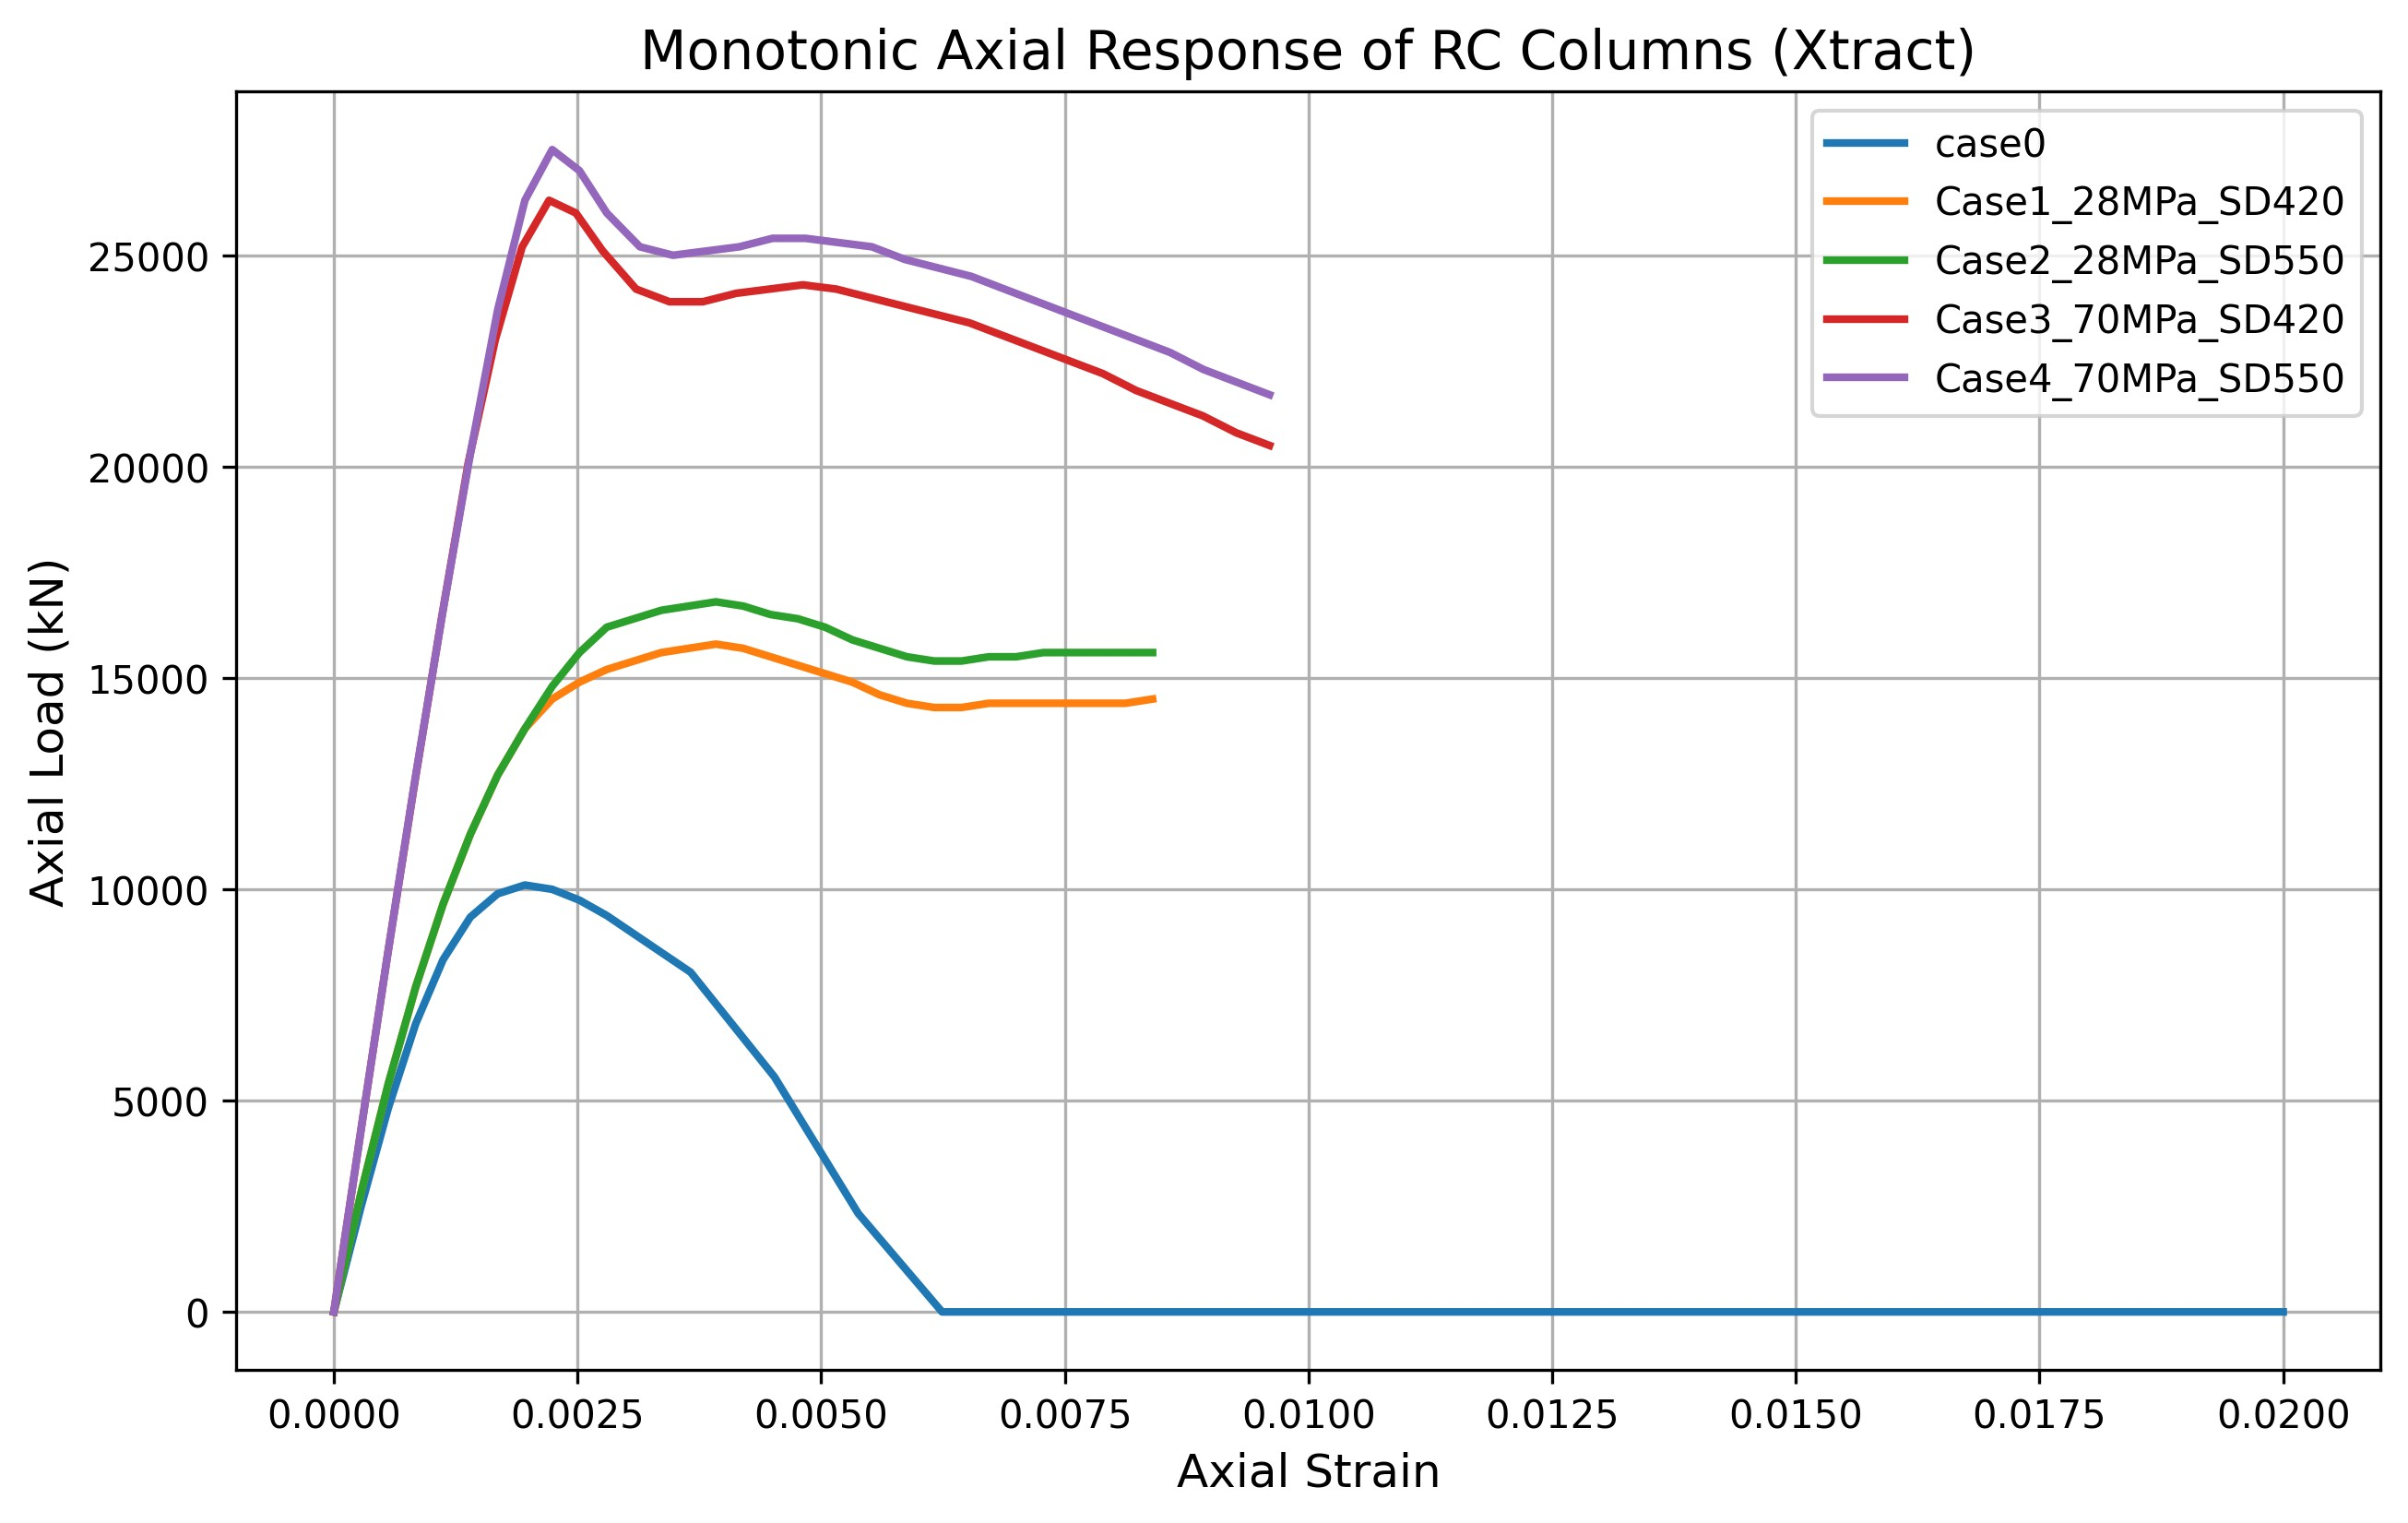 Monotonic Axial Response of RC Columns (Xtract)
case0
Case1_28MPa_SD420
Case2_28MPa_SD550
Case3_70MPa_SD420
Case4_70MPa_SD550
Axial Load (kN)
25000
20000
15000
10000
5000
0
0.0000 0.0025 0.0050 0.0075 0.0100 0.0125 0.0150 0.0175 0.0200
Axial Strain